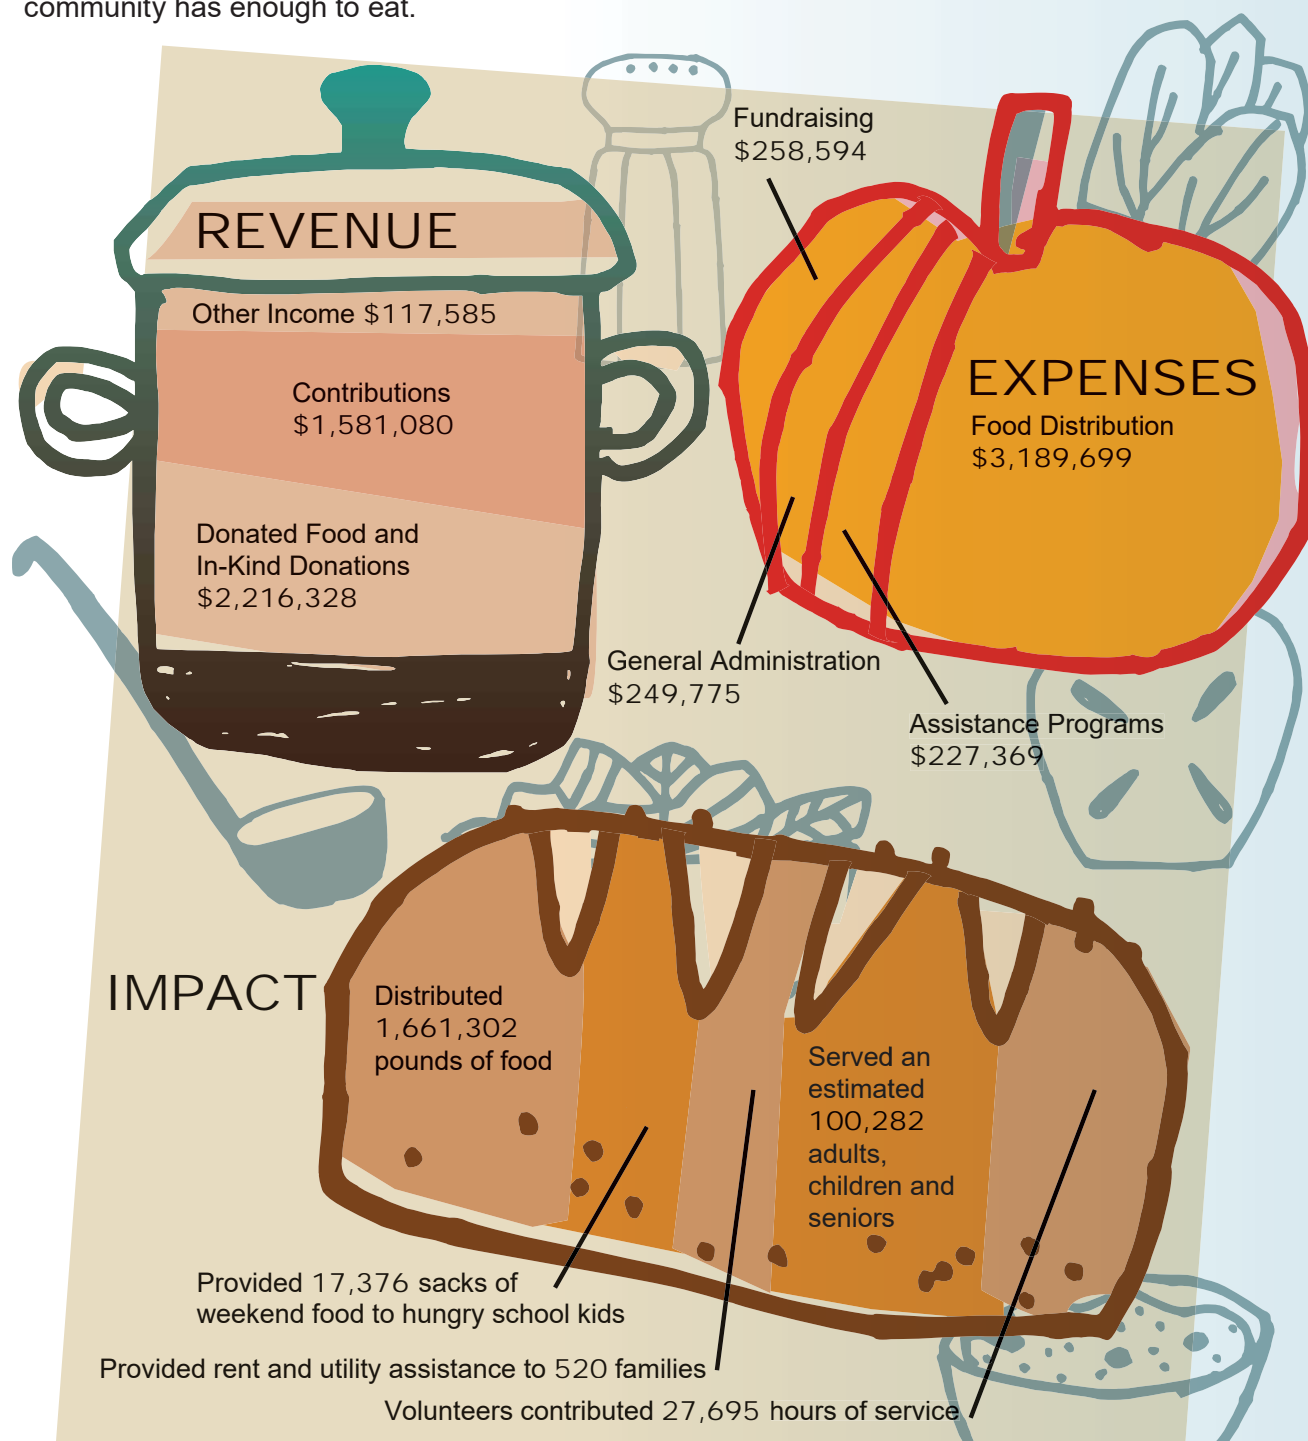 community has enough to eat.
REVENUE
Other Income $117,585
Contributions
$1,581,080
Donated Food and
In-Kind Donations
$2,216,328
Fundraising
$258,594
EXPENSES
Food Distribution
$3,189,699
General Administration
$249,775
Assistance Programs
$227,369
IMPACT
Distributed
1,661,302
pounds of food
Served an
estimated
100,282
adults,
children and
seniors
Provided 17,376 sacks of
weekend food to hungry school kids
Provided rent and utility assistance to 520 families
Volunteers contributed 27,695 hours of service